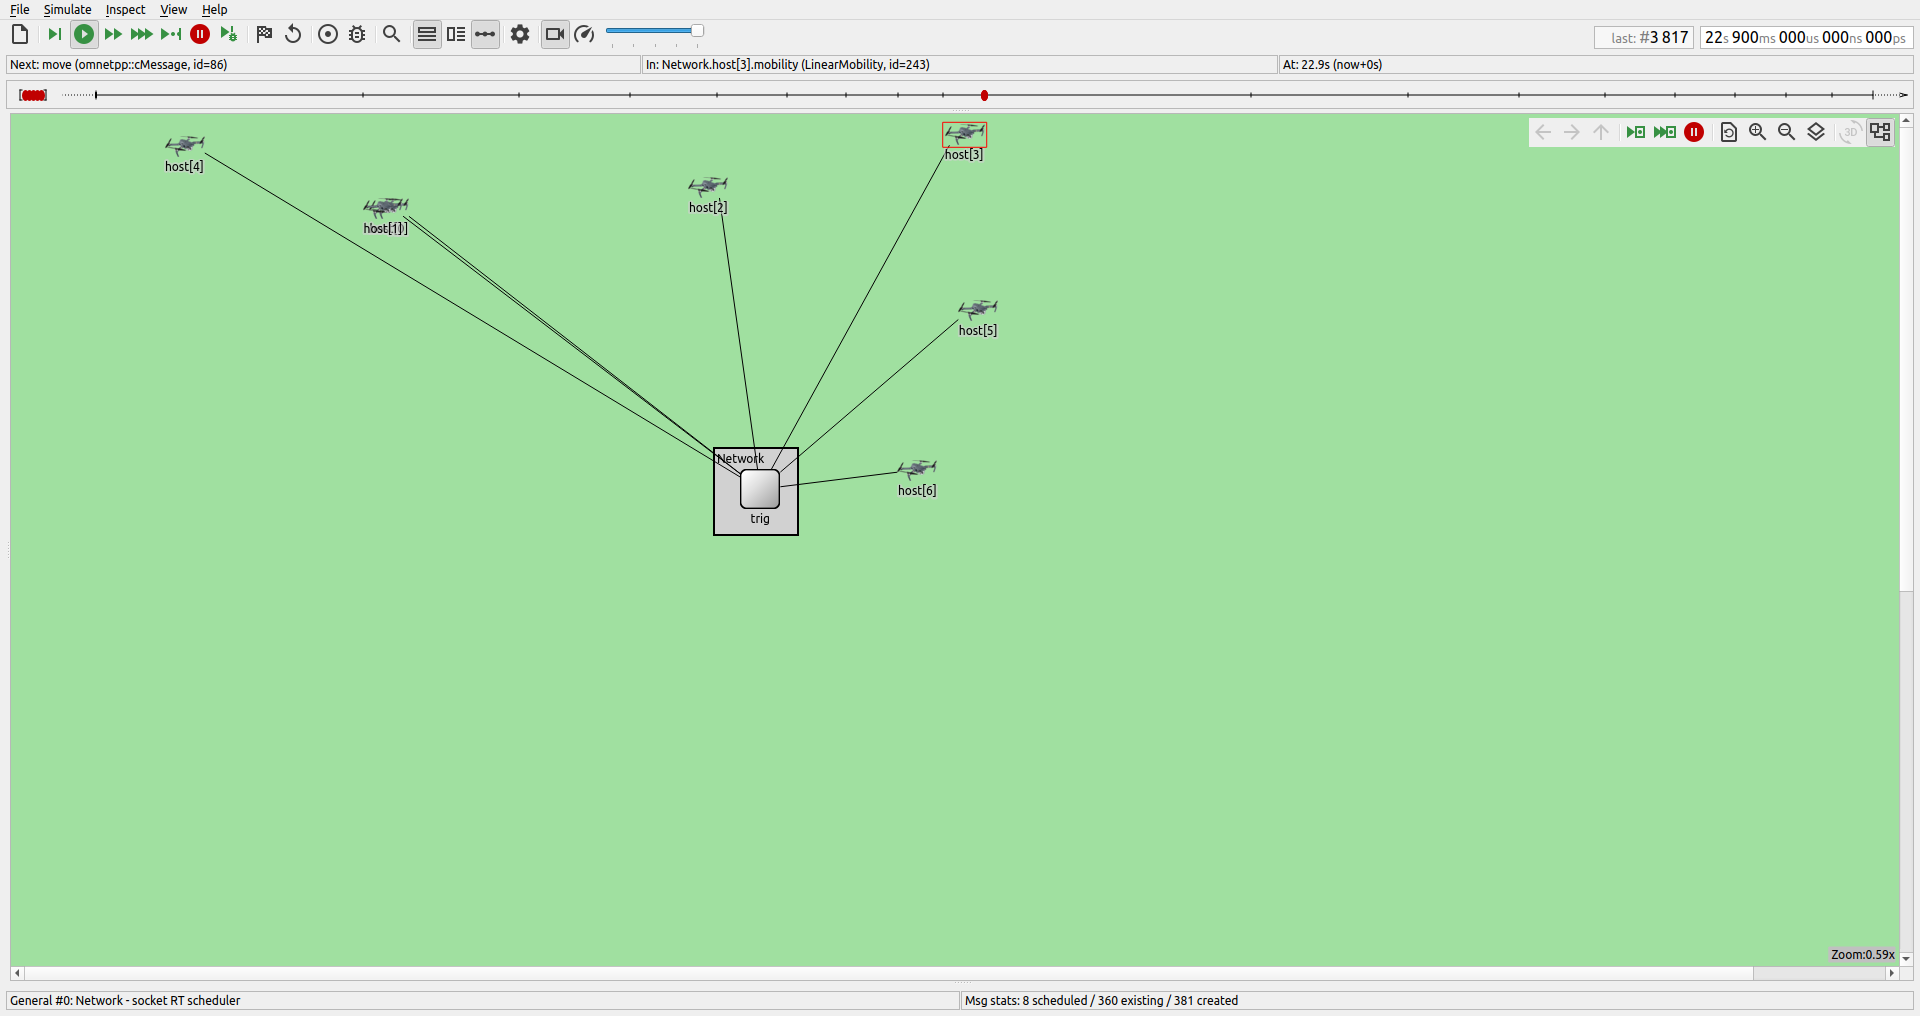 File Simulate Inspect View Help
last: #3 817
22s 900ms 000us 000ns 000ps
Next: move (omnetpp::cMessage, id=86)
In: Network.host[3].mobility (LinearMobility, id=243)
At: 22.9s (now+0s)
3D
host[4]
host[3]
host[2]
host[1]
host[5]
Network
host[6]
trig
Zoom:0.59x
General #0: Network - socket RT scheduler
Msg stats: 8 scheduled / 360 existing / 381 created